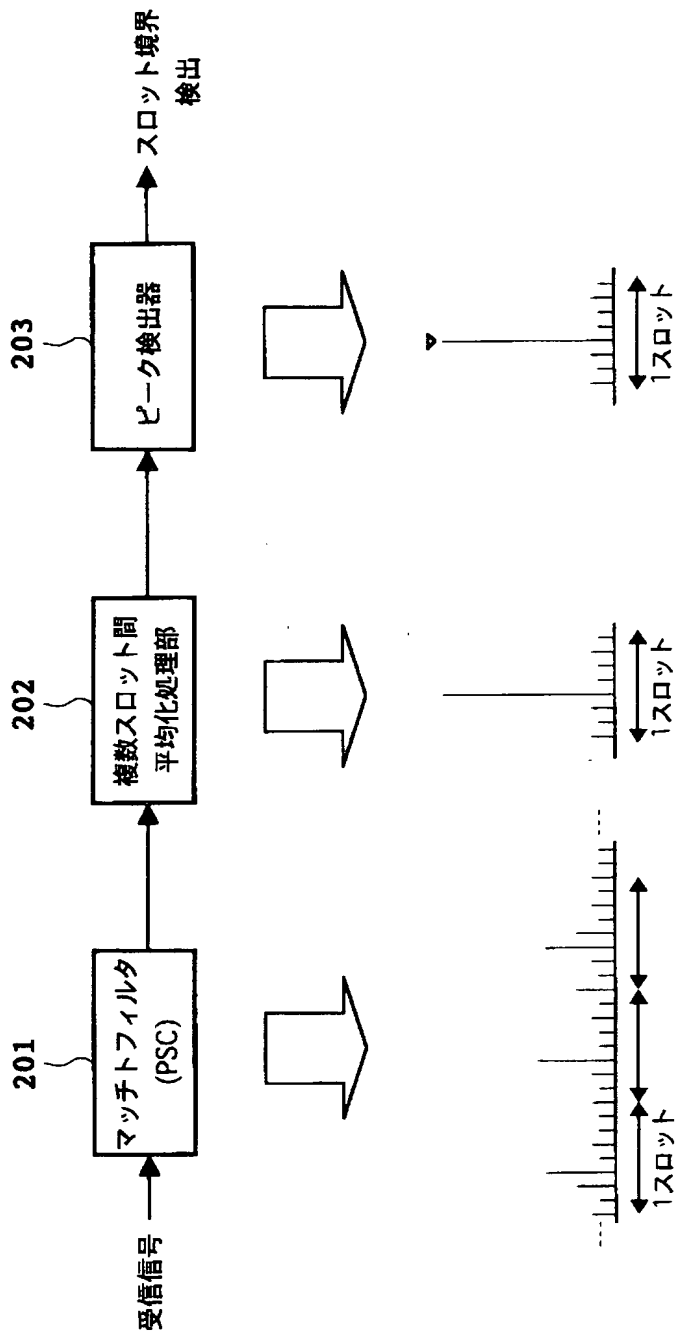 受信信号
201
マッチトフィルタ
(PSC)
202
複数スロット間
平均化処理部
203
ピーク検出器
スロット境界
検出
1スロット
1スロット
1スロット